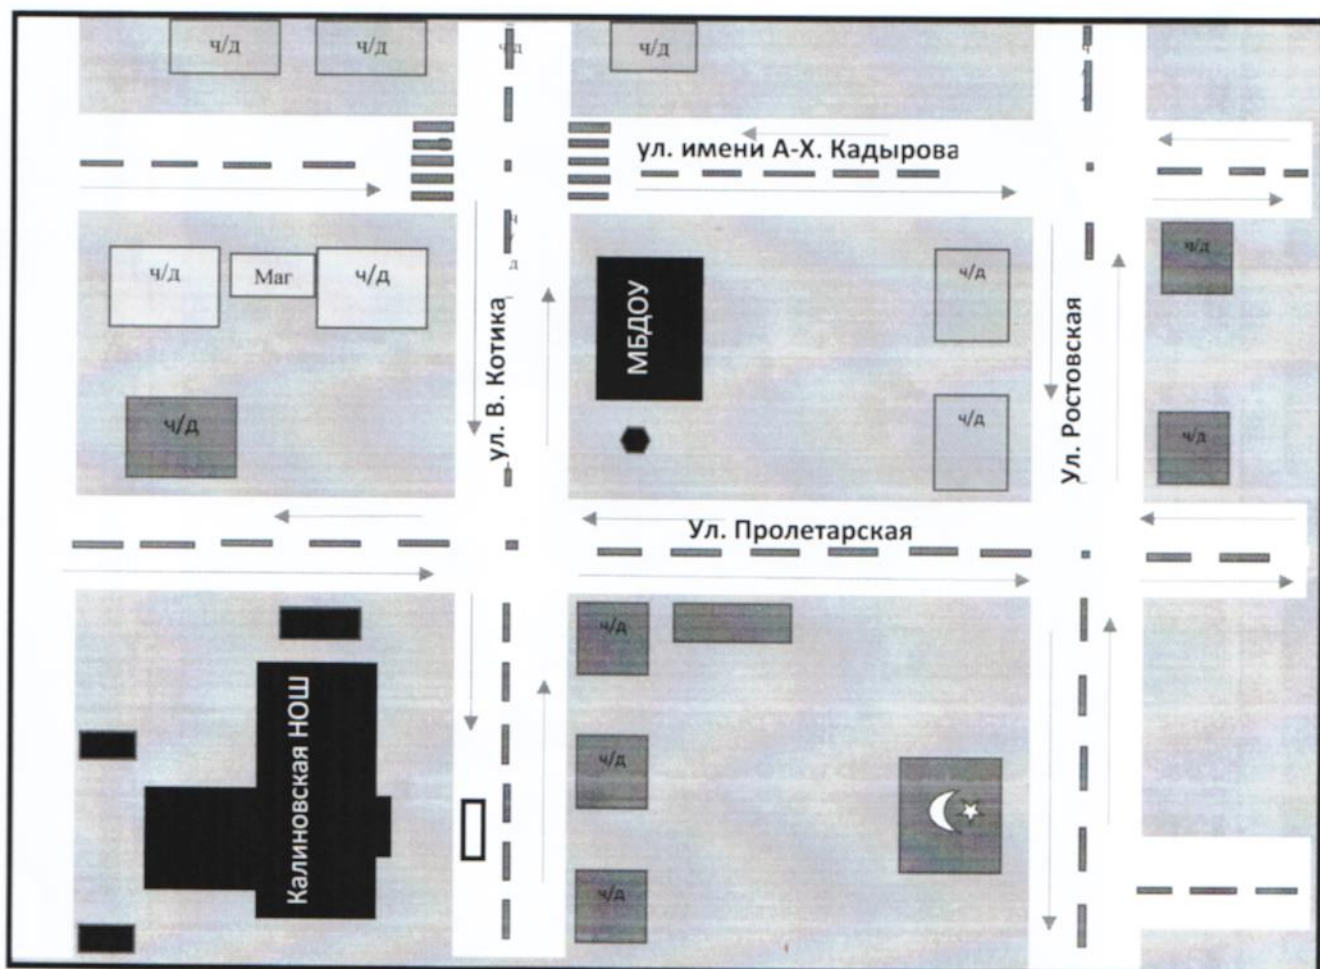 ч/д
ч/д
ч/д
ч/д
ул. имени А-Х. Кадырова
ч/д
Маг
ч/д
д
ул. В. Котика
МБДОУ
ч/д
Ул. Ростовская
ч/д
ч/д
ч/д
ч/д
Ул. Пролетарская
ч/д
Калиновская НОШ
ч/д
ч/д